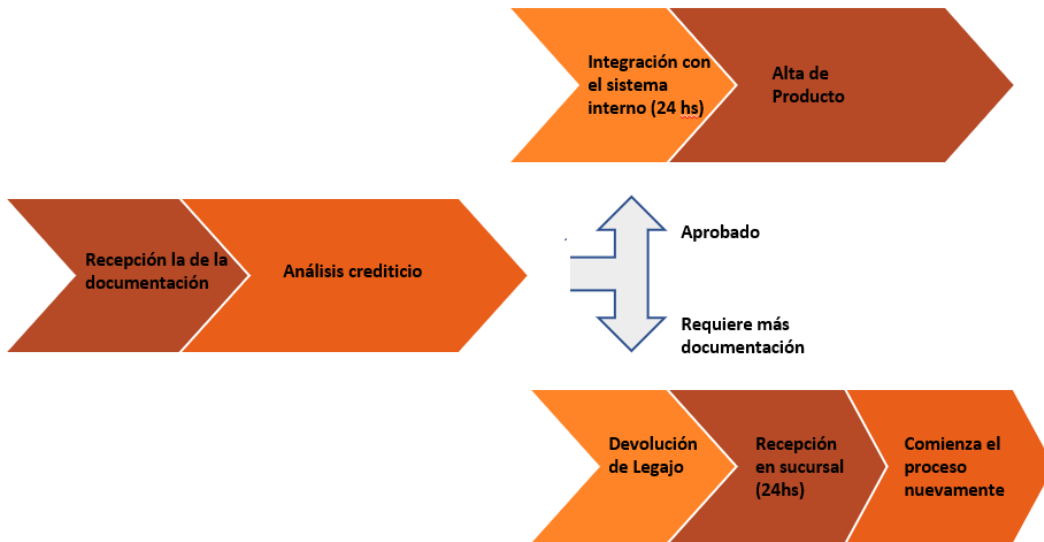 Integración con
el sistema
interno (24 hs)
Alta de
Producto
Recepción la de la
documentación
Análisis crediticio
Aprobado
Requiere más
documentación
Devolución
de Legajo
Recepción
en sucursal
(24hs)
Comienza el
proceso
nuevamente